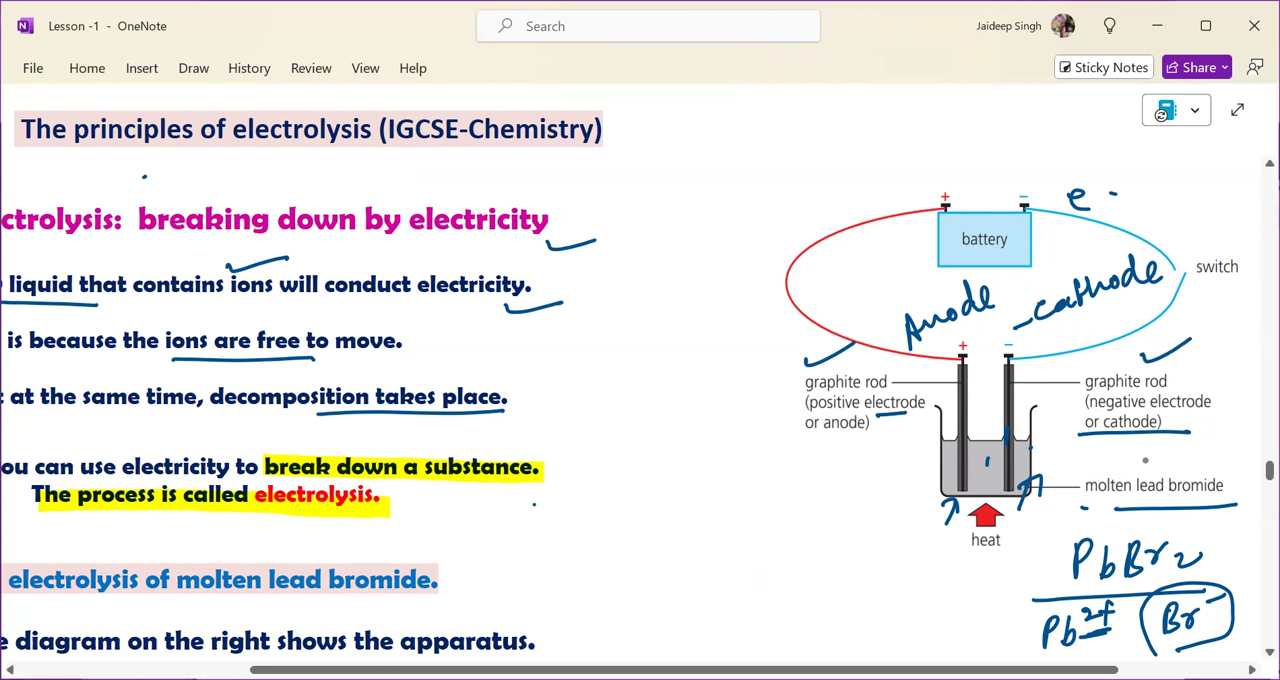 Lesson -1 - OneNote
Search
Jaideep Singh
File Home Insert Draw History Review View Help
Sticky Notes
Share
The principles of electrolysis (IGCSE-Chemistry)
ctrolysis: breaking down by electricity
liquid that contains ions will conduct electricity.
is because the ions are free to move.
at the same time, decomposition takes place.
ou can use electricity to break down a substance.
The process is called electrolysis.
electrolysis of molten lead bromide.
e diagram on the right shows the apparatus.
+ − e -
battery
switch
Anode -cathode
+ −
graphite rod
(positive electrode
or anode)
graphite rod
(negative electrode
or cathode)
molten lead bromide
heat
PbBr2
Pb2+ Br-